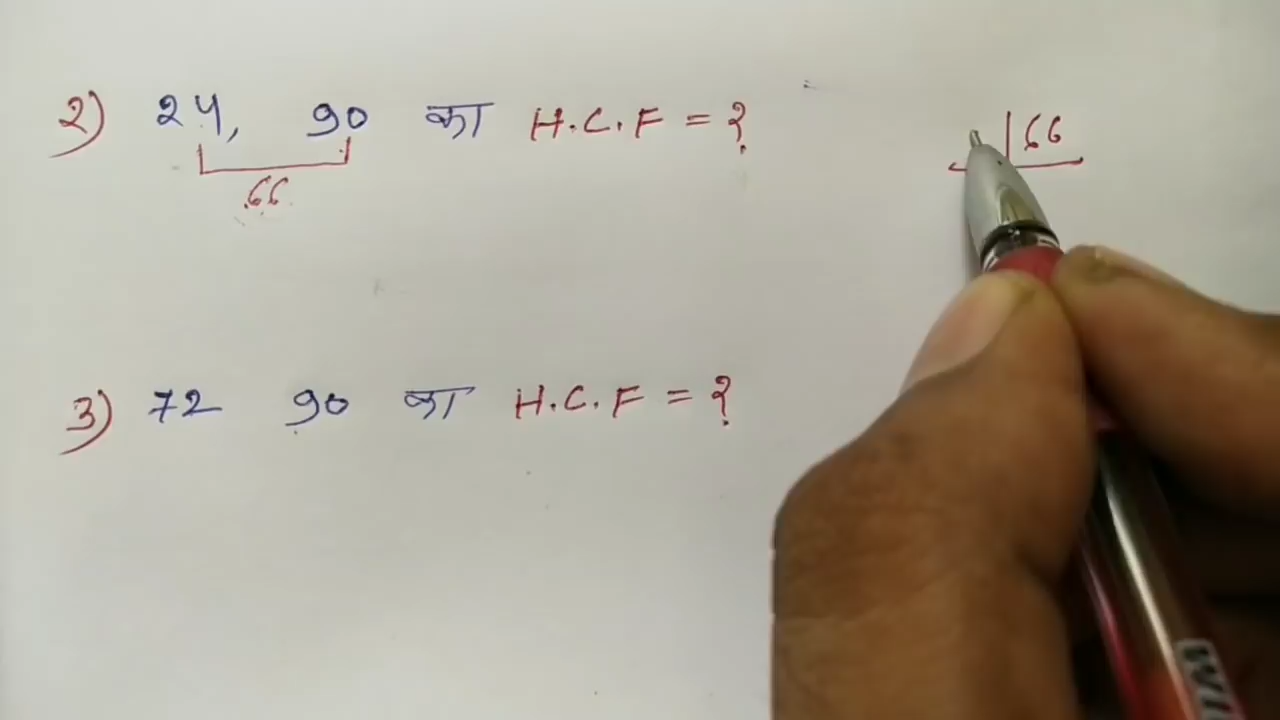 2) 24, 90 का H.C.F = ?
66
66
3) 72 90 का H.C.F = ?